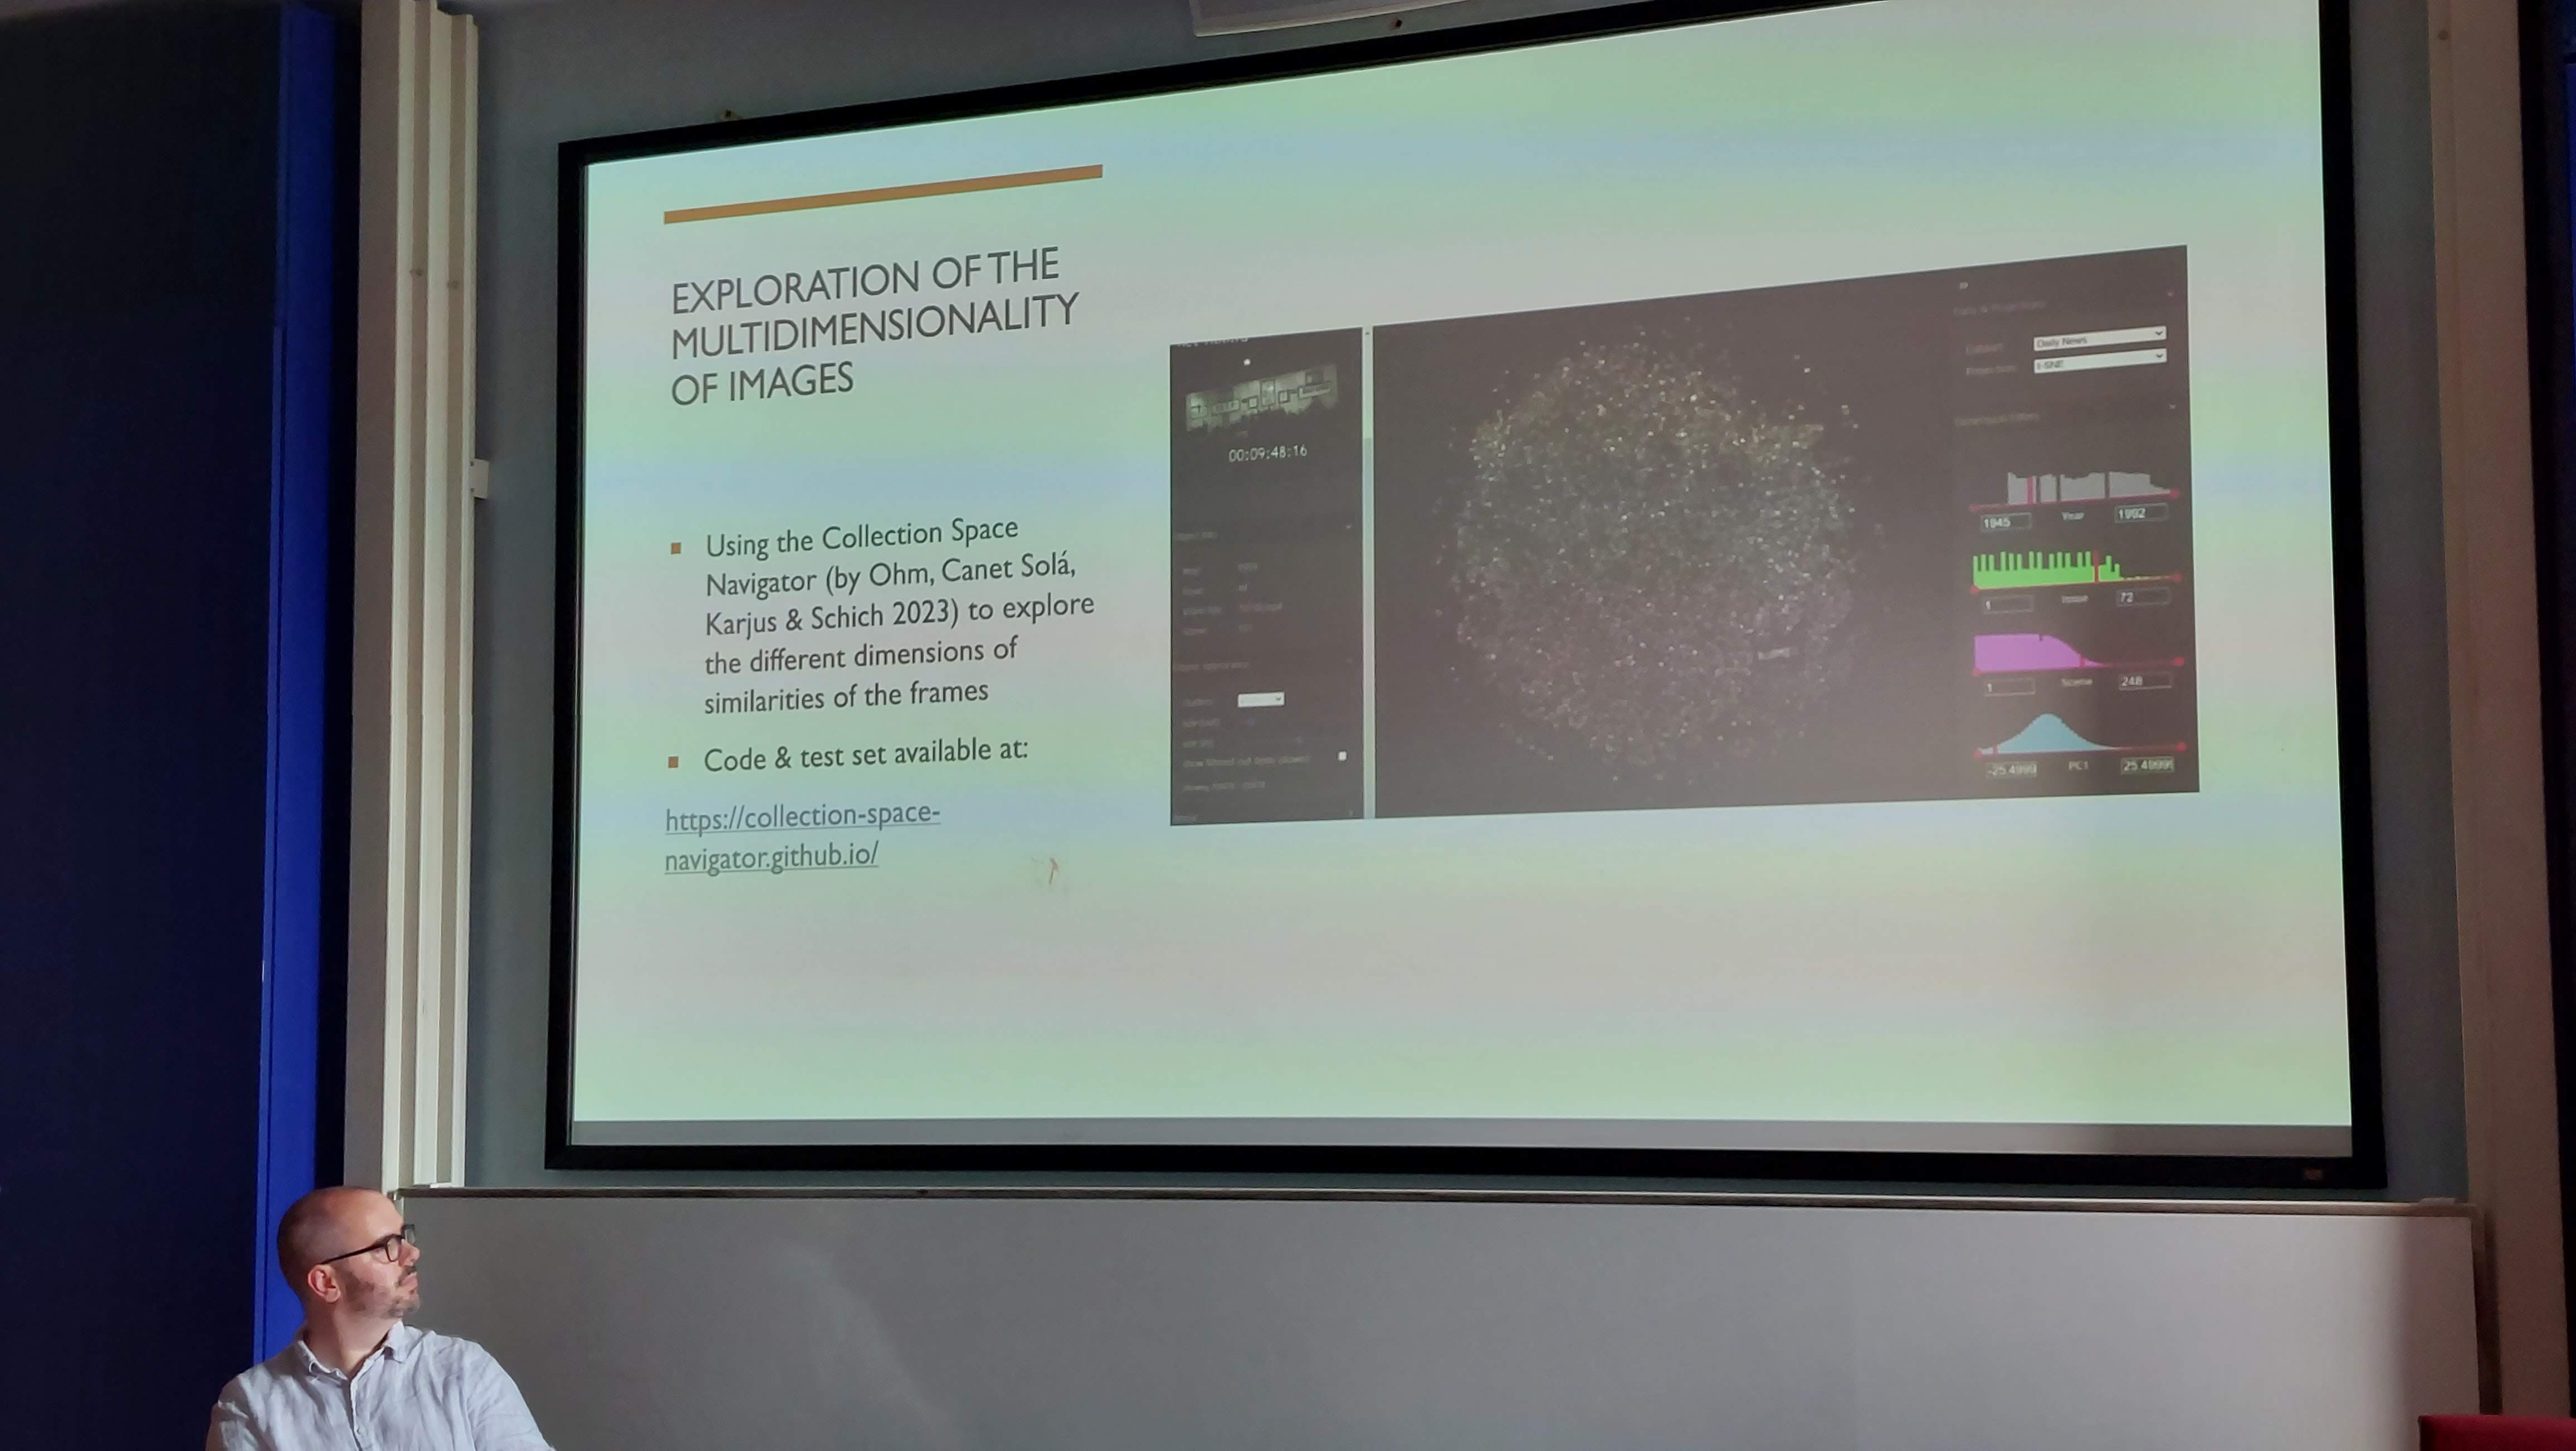 EXPLORATION OF THE
MULTIDIMENSIONALITY
OF IMAGES
Using the Collection Space
Navigator (by Ohm, Canet Solá,
Karjus & Schich 2023) to explore
the different dimensions of
similarities of the frames
Code & test set available at:
https://collection-space-
navigator.github.io/
00:09:48:16
Daily News
t-SNE
1945 Year 1992
1 Issue 72
1 Scene 248
-25.4999 PC1 25.4999